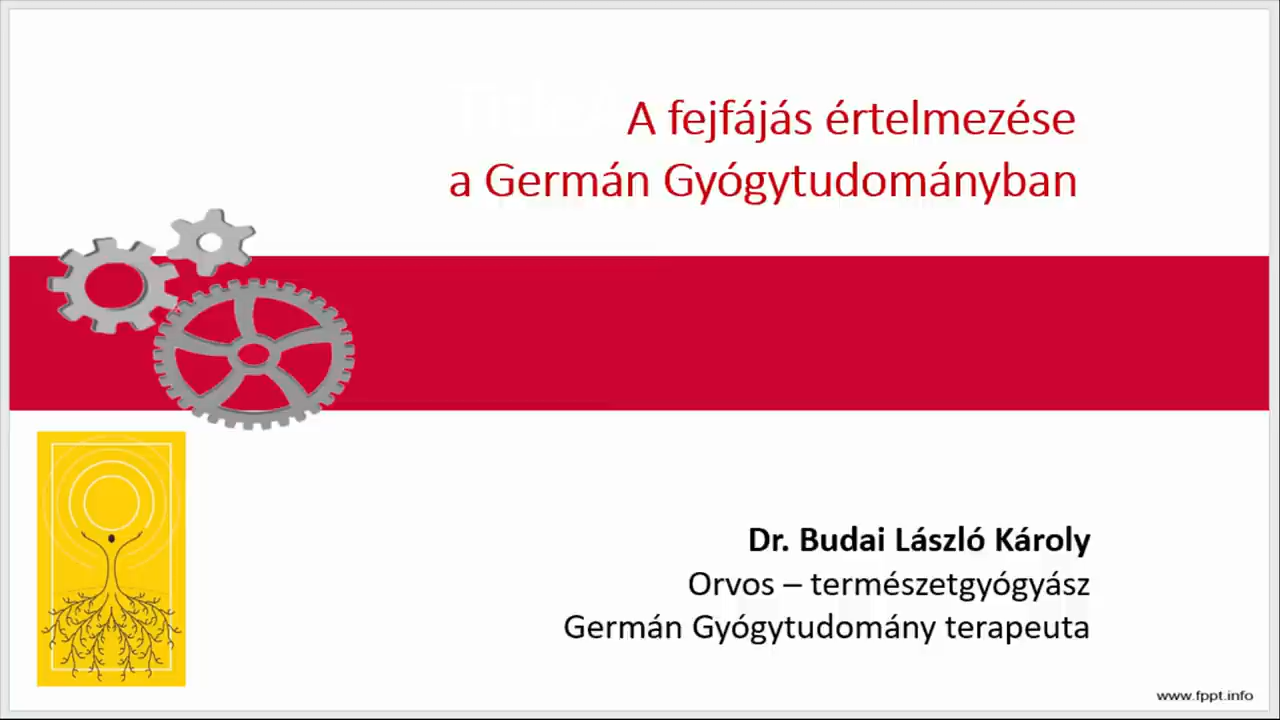 A fejfájás értelmezése
a Germán Gyógytudományban
Dr. Budai László Károly
Orvos – természetgyógyász
Germán Gyógytudomány terapeuta
www.fppt.info